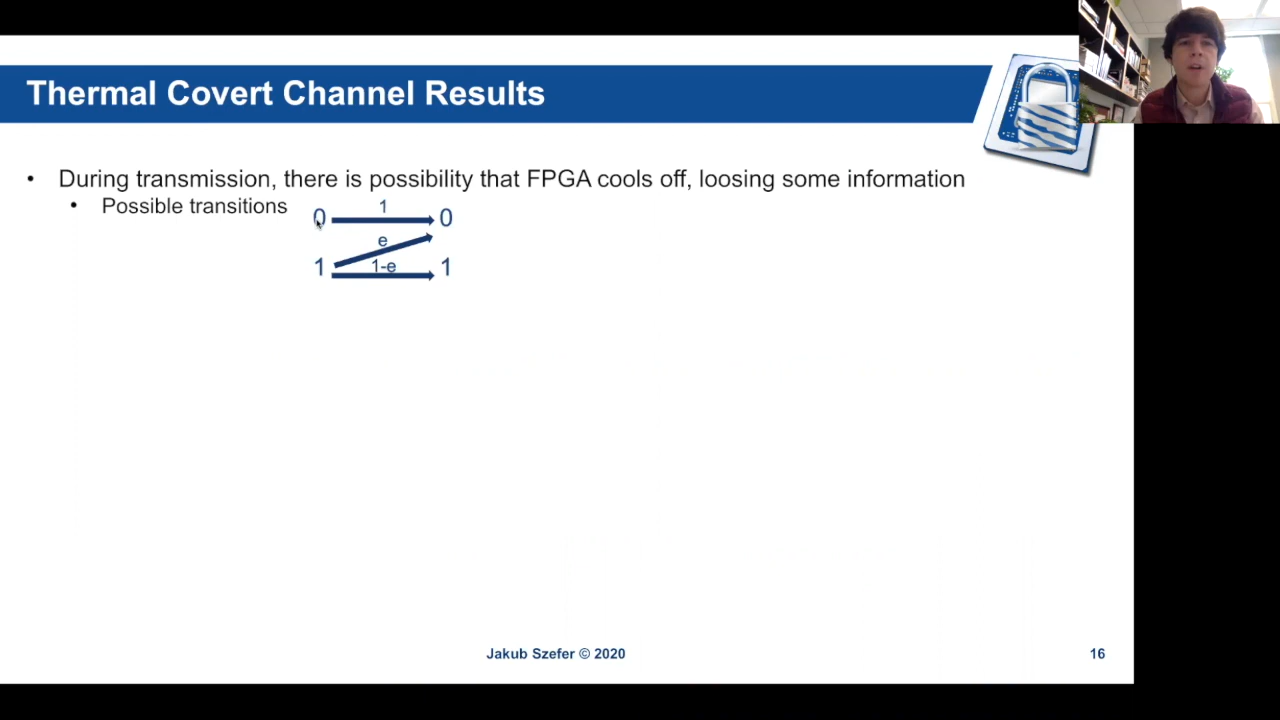 Thermal Covert Channel Results
• During transmission, there is possibility that FPGA cools off, loosing some information
• Possible transitions
0 1 0
e
1 1-e 1
Jakub Szefer © 2020
16